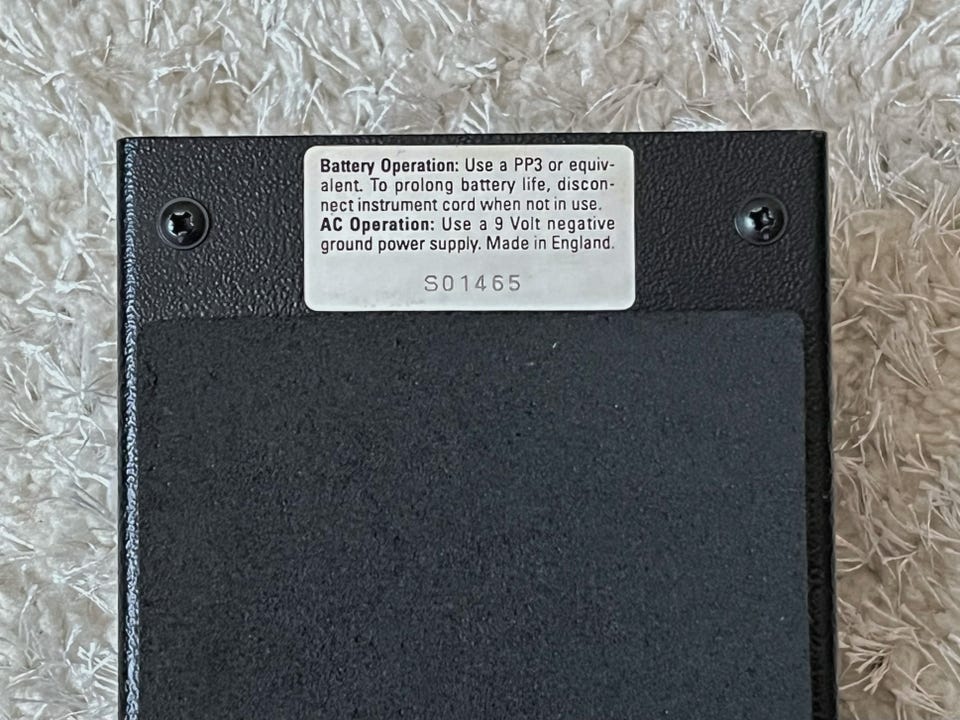 Battery Operation: Use a PP3 or equiv-
alent. To prolong battery life, discon-
nect instrument cord when not in use.
AC Operation: Use a 9 Volt negative
ground power supply. Made in England.
S01465